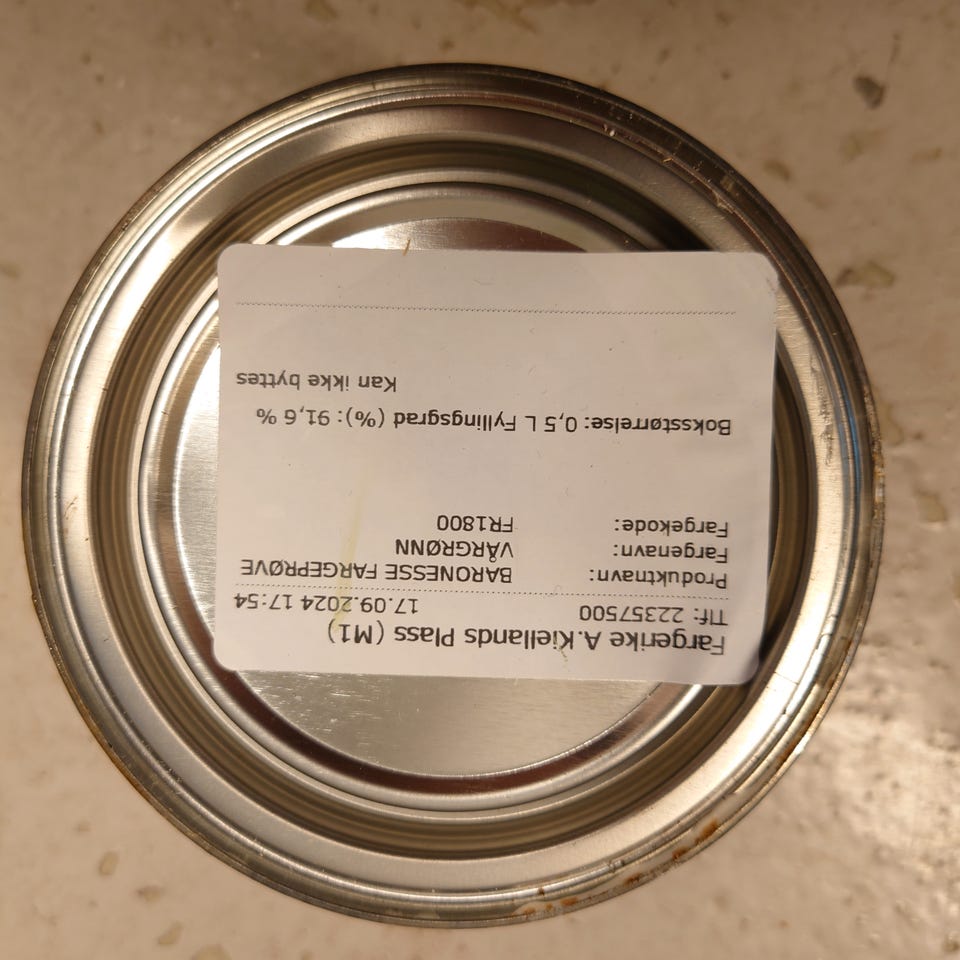 Fargerike A.Kiellands Plass (M1)
Tlf: 22357500 17.09.2024 17:54
Produktnavn: BARONESSE FARGEPRØVE
Fargenavn: VÅRGRØNN
Fargekode: FR1800
Boksstørrelse: 0,5 L Fyllingsgrad (%): 91,6 %
Kan ikke byttes